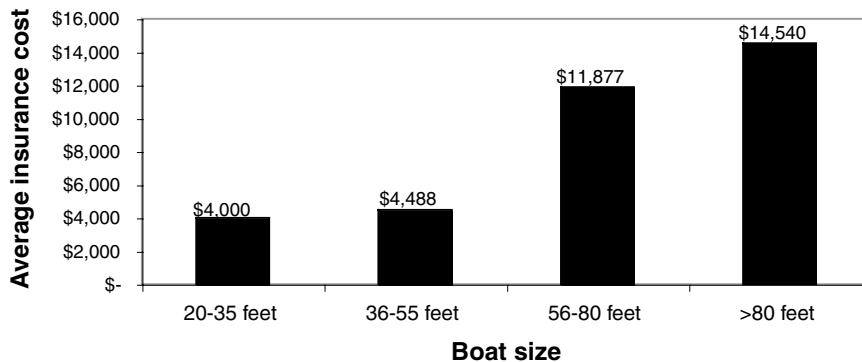 Average insurance cost
$16,000
$14,000
$12,000
$10,000
$8,000
$6,000
$4,000
$2,000
$-
$4,000
$4,488
$11,877
$14,540
20-35 feet
36-55 feet
56-80 feet
>80 feet
Boat size